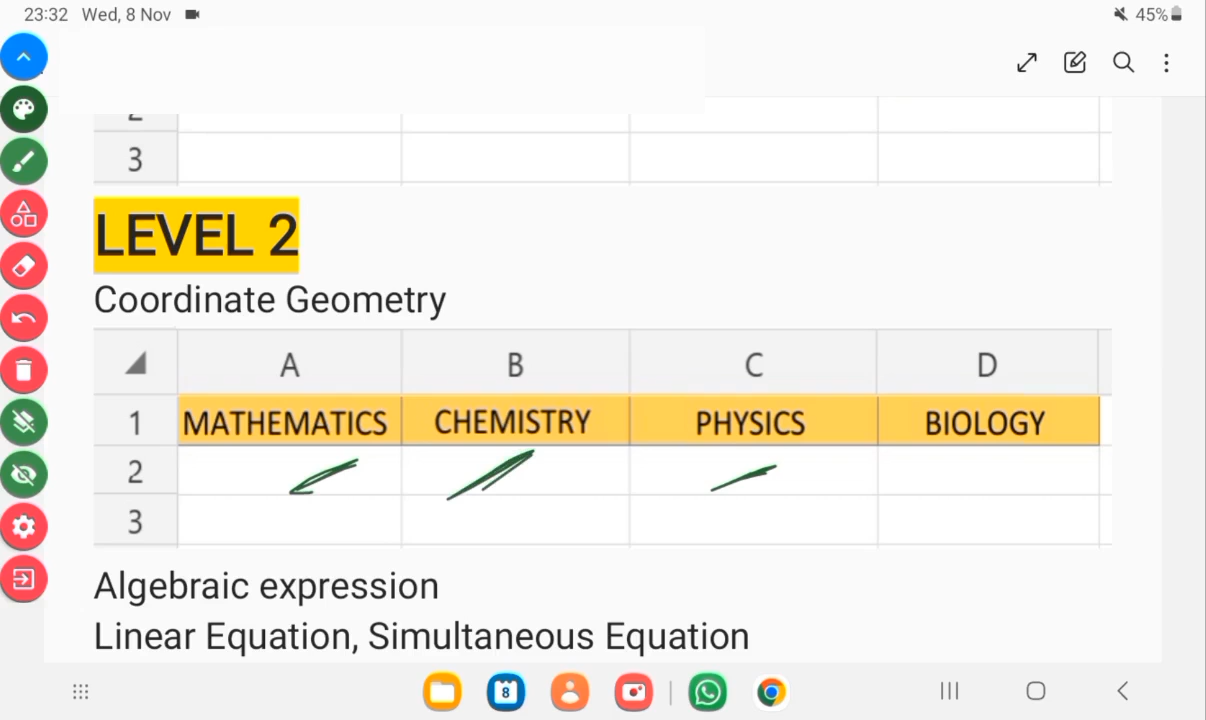 23:32 Wed, 8 Nov 45%
3
LEVEL 2
Coordinate Geometry
A B C D
1 MATHEMATICS CHEMISTRY PHYSICS BIOLOGY
2
3
Algebraic expression
Linear Equation, Simultaneous Equation
8